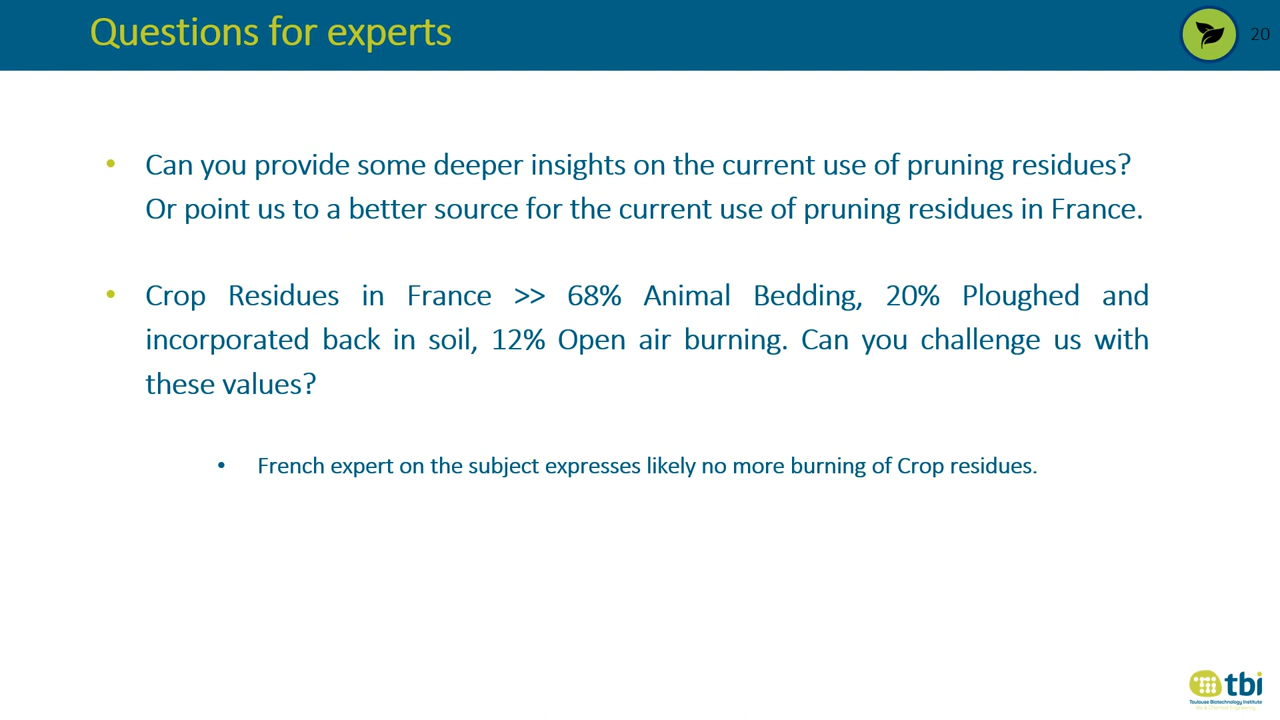 Questions for experts
20
• Can you provide some deeper insights on the current use of pruning residues?
Or point us to a better source for the current use of pruning residues in France.
• Crop Residues in France >> 68% Animal Bedding, 20% Ploughed and
incorporated back in soil, 12% Open air burning. Can you challenge us with
these values?
• French expert on the subject expresses likely no more burning of Crop residues.
tbi
Toulouse Biotechnology Institute